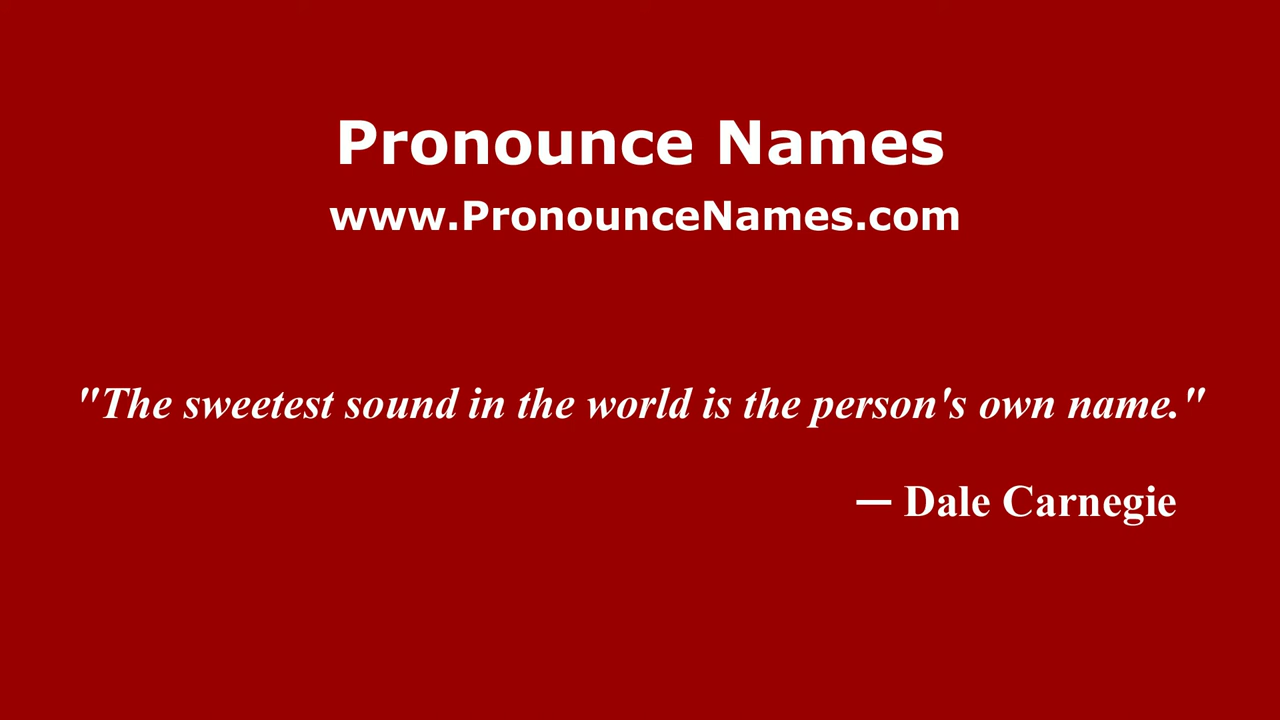 Pronounce Names
www.PronounceNames.com
"The sweetest sound in the world is the person's own name."
— Dale Carnegie